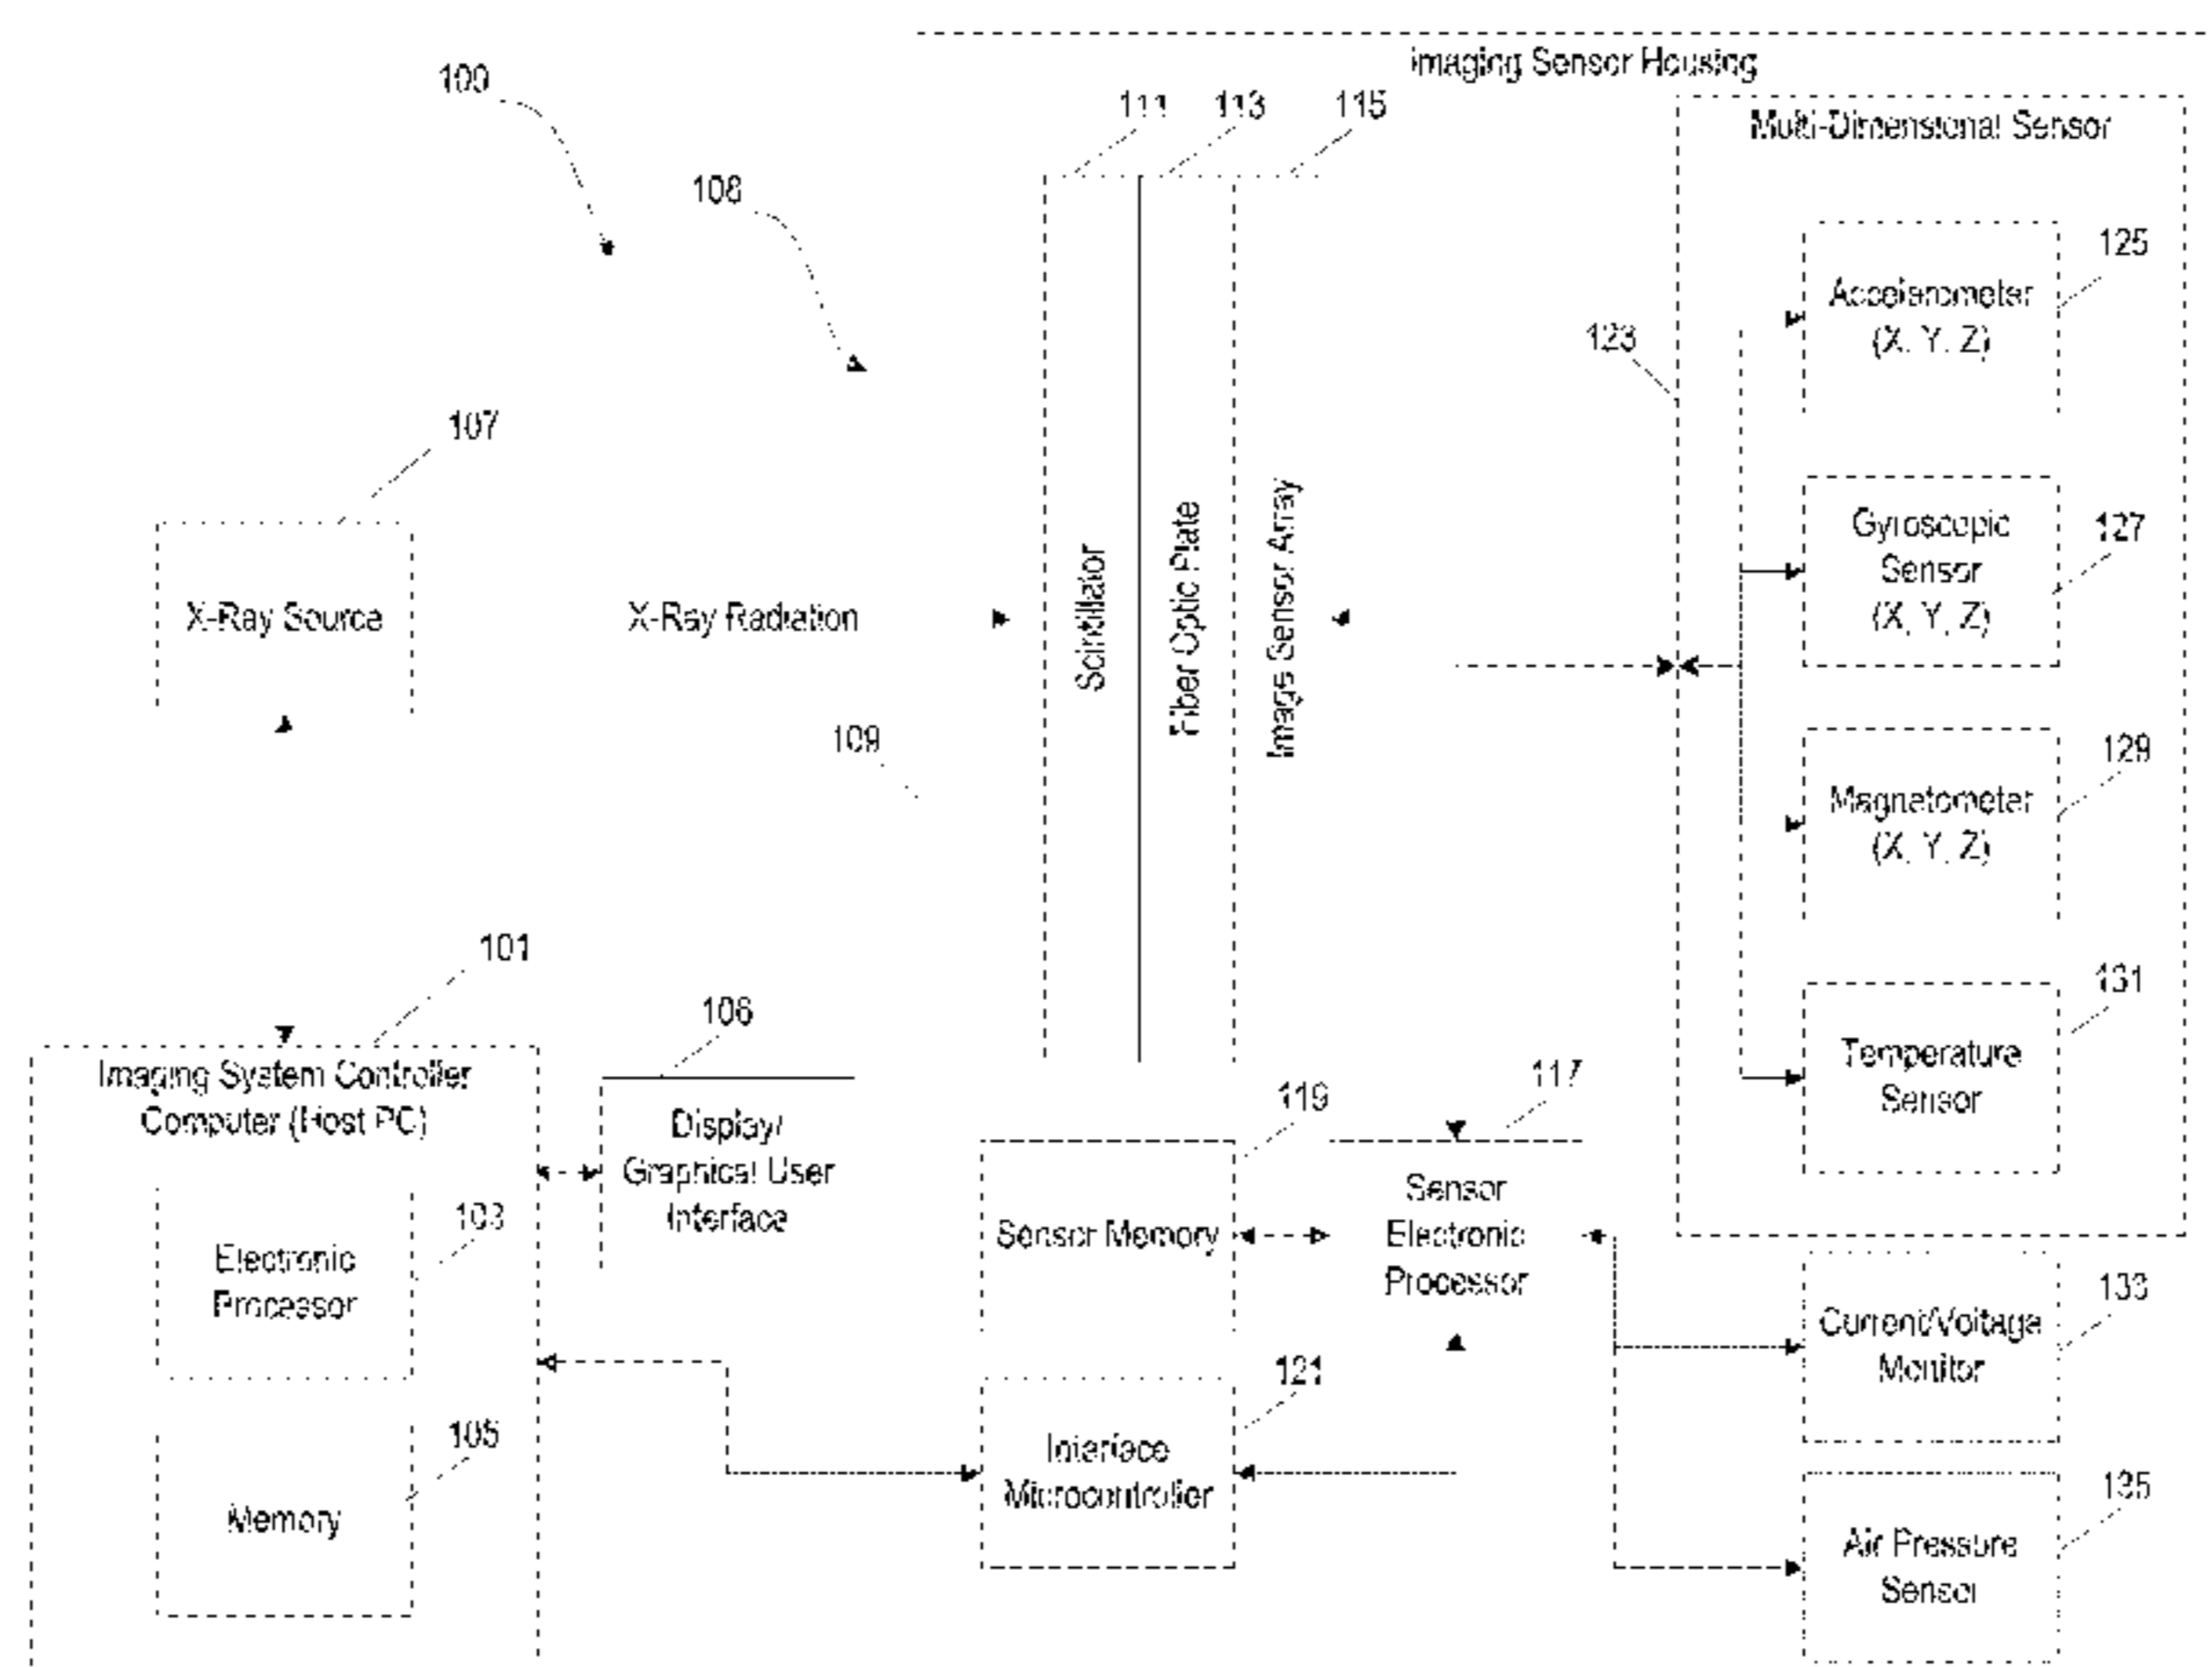 Imaging Sensor Housing
100
111
113
115
Multi-Dimensional Sensor
108
125
Accelerometer
(X, Y, Z)
123
107
Gyroscopic
Sensor
(X, Y, Z)
127
X-Ray Source
X-Ray Radiation
Scintillator
Fiber Optic Plate
Image Sensor Array
109
129
Magnetometer
(X, Y, Z)
101
131
106
Temperature
Sensor
Imaging System Controller
Computer (Host PC)
Display/
Graphical User
Interface
119
117
Sensor Memory
Sensor
Electronic
Processor
103
Electronic
Processor
133
Current/Voltage
Monitor
121
105
Memory
Interface
Microcontroller
135
Air Pressure
Sensor